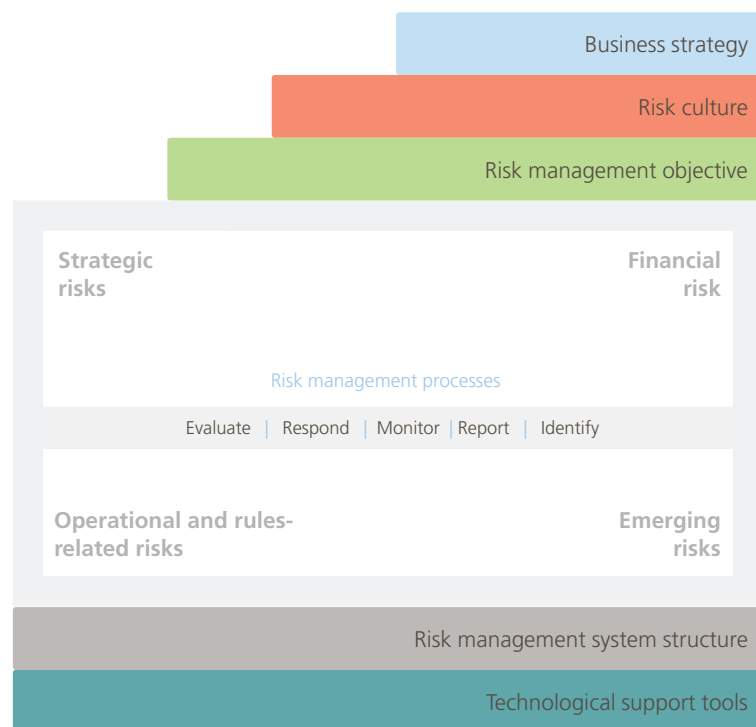 Business strategy
Risk culture
Risk management objective
Strategic
risks
Financial
risk
Risk management processes
Evaluate | Respond | Monitor | Report | Identify
Operational and rules-
related risks
Emerging
risks
Risk management system structure
Technological support tools